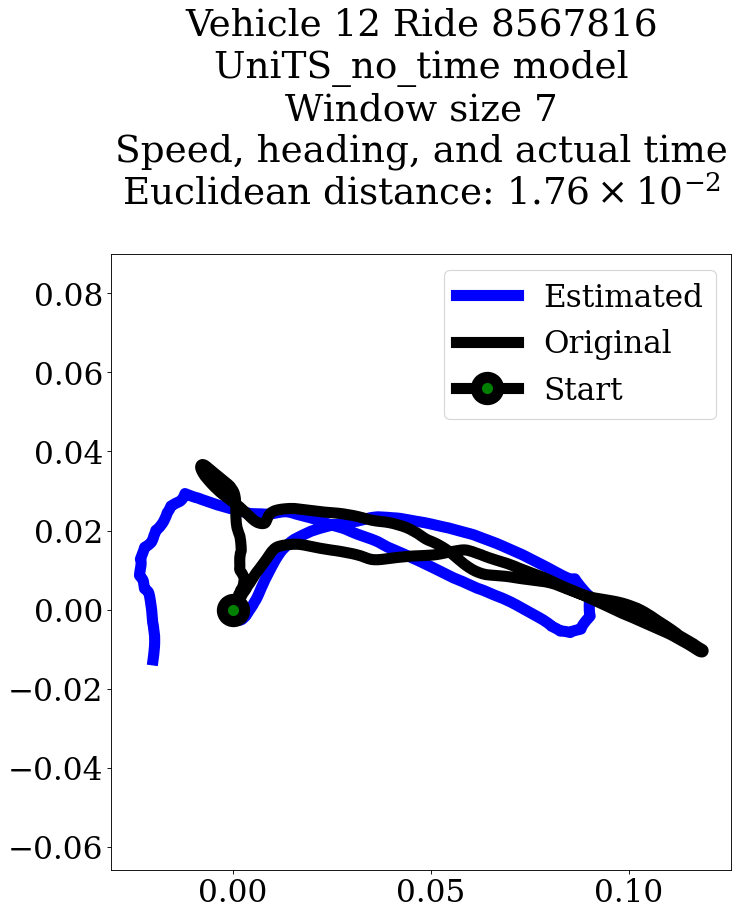 Vehicle 12 Ride 8567816
UniTS_no_time model
Window size 7
Speed, heading, and actual time
Euclidean distance: 1.76 × 10⁻²
Estimated
Original
Start
0.08
0.06
0.04
0.02
0.00
−0.02
−0.04
−0.06
0.00 0.05 0.10